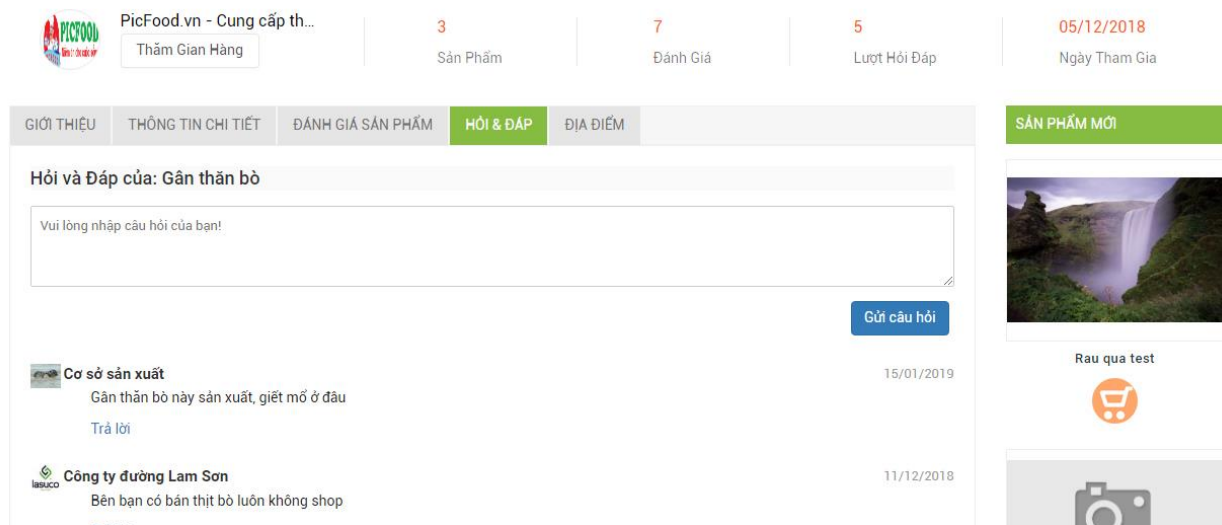 PICFOOD
PicFood.vn - Cung cấp th...
Thăm Gian Hàng
3
Sản Phẩm
7
Đánh Giá
5
Lượt Hỏi Đáp
05/12/2018
Ngày Tham Gia
GIỚI THIỆU THÔNG TIN CHI TIẾT ĐÁNH GIÁ SẢN PHẨM HỎI & ĐÁP ĐỊA ĐIỂM
SẢN PHẨM MỚI
Hỏi và Đáp của: Gân thăn bò
Vui lòng nhập câu hỏi của bạn!
Gửi câu hỏi
Rau qua test
Cơ sở sản xuất 15/01/2019
Gân thăn bò này sản xuất, giết mổ ở đâu
Trả lời
lasuco
Công ty đường Lam Sơn 11/12/2018
Bên bạn có bán thịt bò luôn không shop